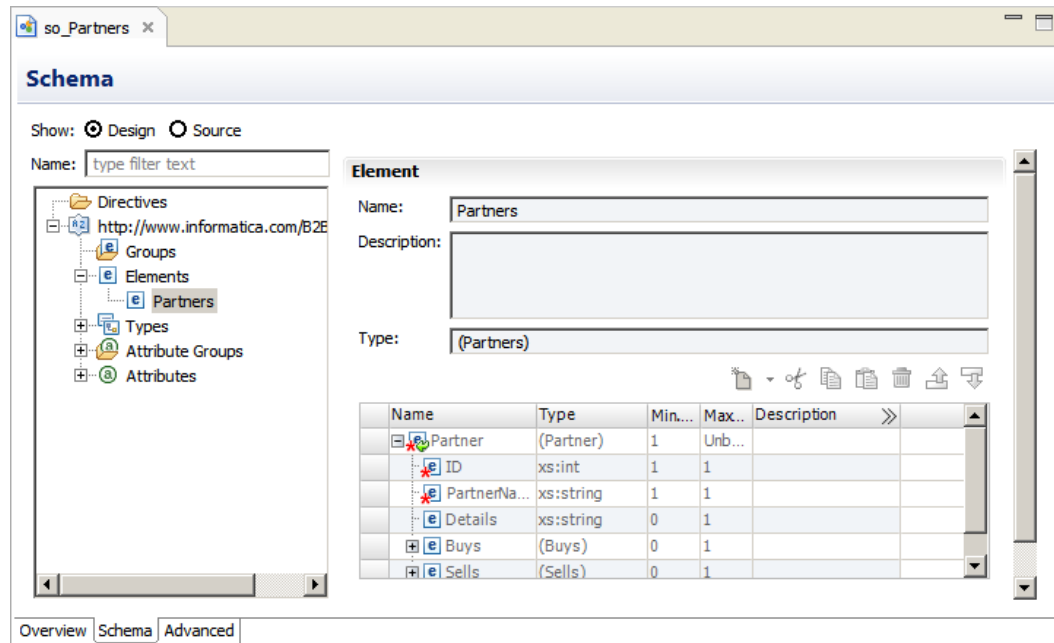 so_Partners
Schema
Show: Design Source
Name: type filter text
Directives
http://www.informatica.com/B2B
Groups
Elements
Partners
Types
Attribute Groups
Attributes
Element
Name: Partners
Description:
Type: (Partners)
Name Type Min... Max... Description
Partner (Partner) 1 Unb...
ID xs:int 1 1
PartnerNa... xs:string 1 1
Details xs:string 0 1
Buys (Buys) 0 1
Sells (Sells) 0 1
Overview Schema Advanced